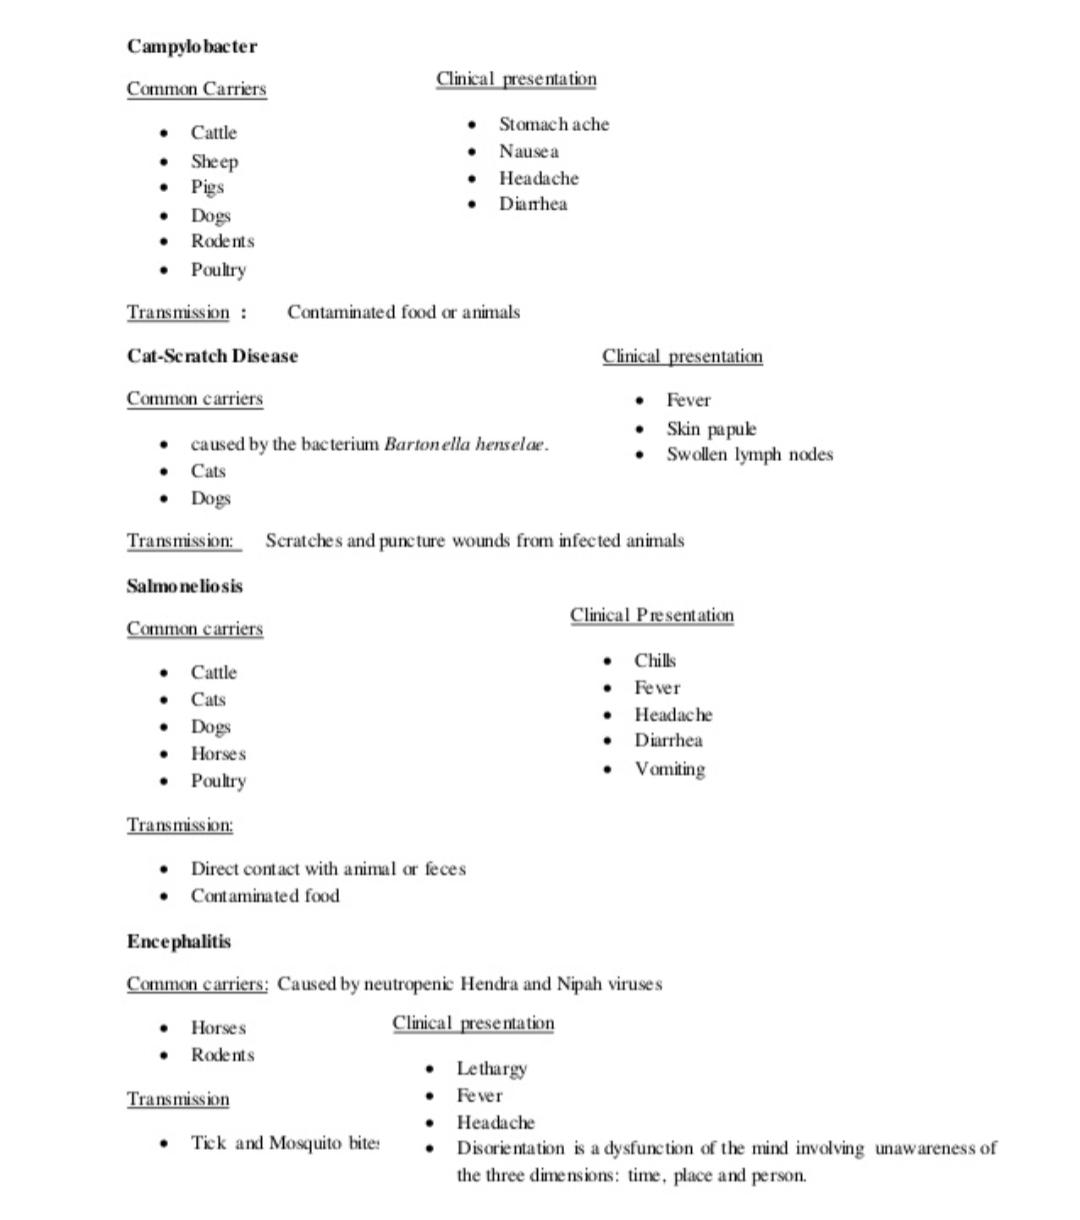 Campylobacter
Common Carriers
• Cattle
• Sheep
• Pigs
• Dogs
• Rodents
• Poultry
Clinical presentation
• Stomach ache
• Nausea
• Headache
• Diarrhea
Transmission : Contaminated food or animals
Cat-Scratch Disease
Common carriers
• caused by the bacterium Bartonella henselae.
• Cats
• Dogs
Clinical presentation
• Fever
• Skin papule
• Swollen lymph nodes
Transmission: Scratches and puncture wounds from infected animals
Salmoneliosis
Common carriers
• Cattle
• Cats
• Dogs
• Horses
• Poultry
Clinical Presentation
• Chills
• Fever
• Headache
• Diarrhea
• Vomiting
Transmission:
• Direct contact with animal or feces
• Contaminated food
Encephalitis
Common carriers: Caused by neutropenic Hendra and Nipah viruses
• Horses
• Rodents
Transmission
• Tick and Mosquito bites
Clinical presentation
• Lethargy
• Fever
• Headache
• Disorientation is a dysfunction of the mind involving unawareness of
the three dimensions: time, place and person.